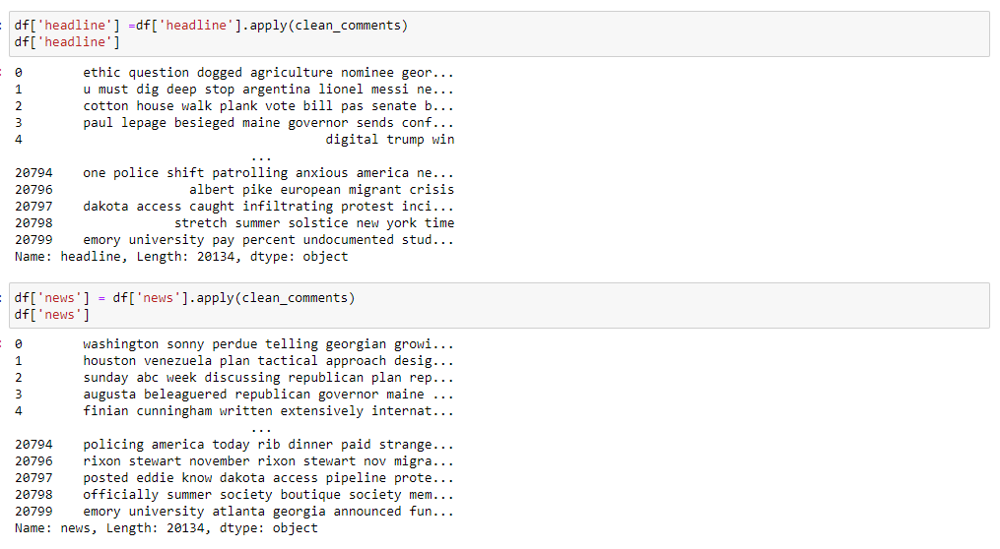 df['headline'] =df['headline'].apply(clean_comments)
df['headline']
0 ethic question dogged agriculture nominee geor...
1 u must dig deep stop argentina lionel messi ne...
2 cotton house walk plank vote bill pas senate b...
3 paul lepage besieged maine governor sends conf...
4 digital trump win
...
20794 one police shift patrolling anxious america ne...
20796 albert pike european migrant crisis
20797 dakota access caught infiltrating protest inci...
20798 stretch summer solstice new york time
20799 emory university pay percent undocumented stud...
Name: headline, Length: 20134, dtype: object
df['news'] = df['news'].apply(clean_comments)
df['news']
0 washington sonny perdue telling georgian growi...
1 houston venezuela plan tactical approach desig...
2 sunday abc week discussing republican plan rep...
3 augusta beleaguered republican governor maine ...
4 finian cunningham written extensively internat...
...
20794 policing america today rib dinner paid strange...
20796 rixon stewart november rixon stewart nov migra...
20797 posted eddie know dakota access pipeline prote...
20798 officially summer society boutique society mem...
20799 emory university atlanta georgia announced fun...
Name: news, Length: 20134, dtype: object